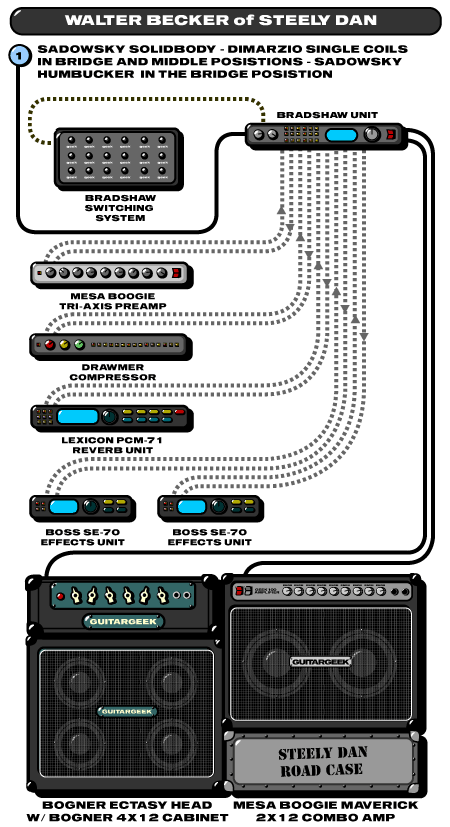 WALTER BECKER of STEELY DAN
1
SADOWSKY SOLIDBODY - DIMARZIO SINGLE COILS
IN BRIDGE AND MIDDLE POSISTIONS - SADOWSKY
HUMBUCKER IN THE BRIDGE POSISTION
BRADSHAW UNIT
BRADSHAW
SWITCHING
SYSTEM
MESA BOOGIE
TRI-AXIS PREAMP
DRAWMER
COMPRESSOR
LEXICON PCM-71
REVERB UNIT
BOSS SE-70
EFFECTS UNIT
BOSS SE-70
EFFECTS UNIT
GUITARGEEK
GUITARGEEK
GUITARGEEK
STEELY DAN
ROAD CASE
BOGNER ECTASY HEAD
W/ BOGNER 4X12 CABINET
MESA BOOGIE MAVERICK
2X12 COMBO AMP